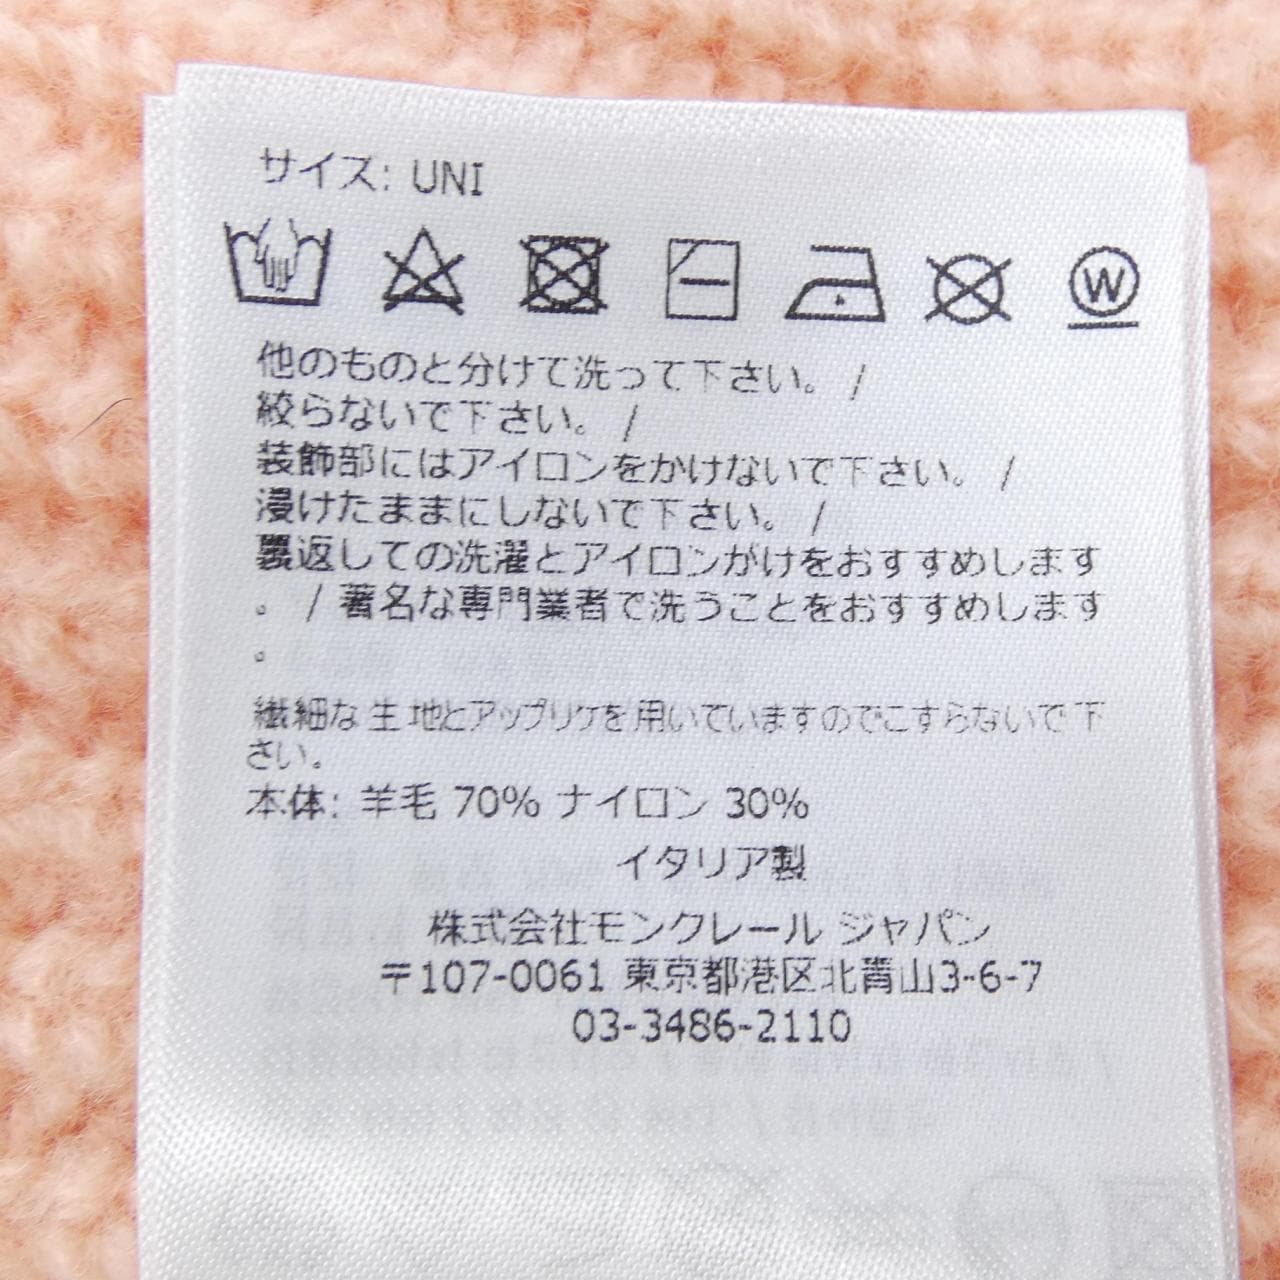 サイズ: UNI
W
他のものと分けて洗って下さい。 /
絞らないで下さい。 /
装飾部にはアイロンをかけないで下さい。 /
浸けたままにしないで下さい。 /
裏返しての洗濯とアイロンがけをおすすめします
。 / 著名な専門業者で洗うことをおすすめします
。
繊細な生地とアップリケを用いていますのでこすらないで下
さい。
本体: 羊毛 70% ナイロン 30%
イタリア製
株式会社モンクレール ジャパン
〒107-0061 東京都港区北青山3-6-7
03-3486-2110